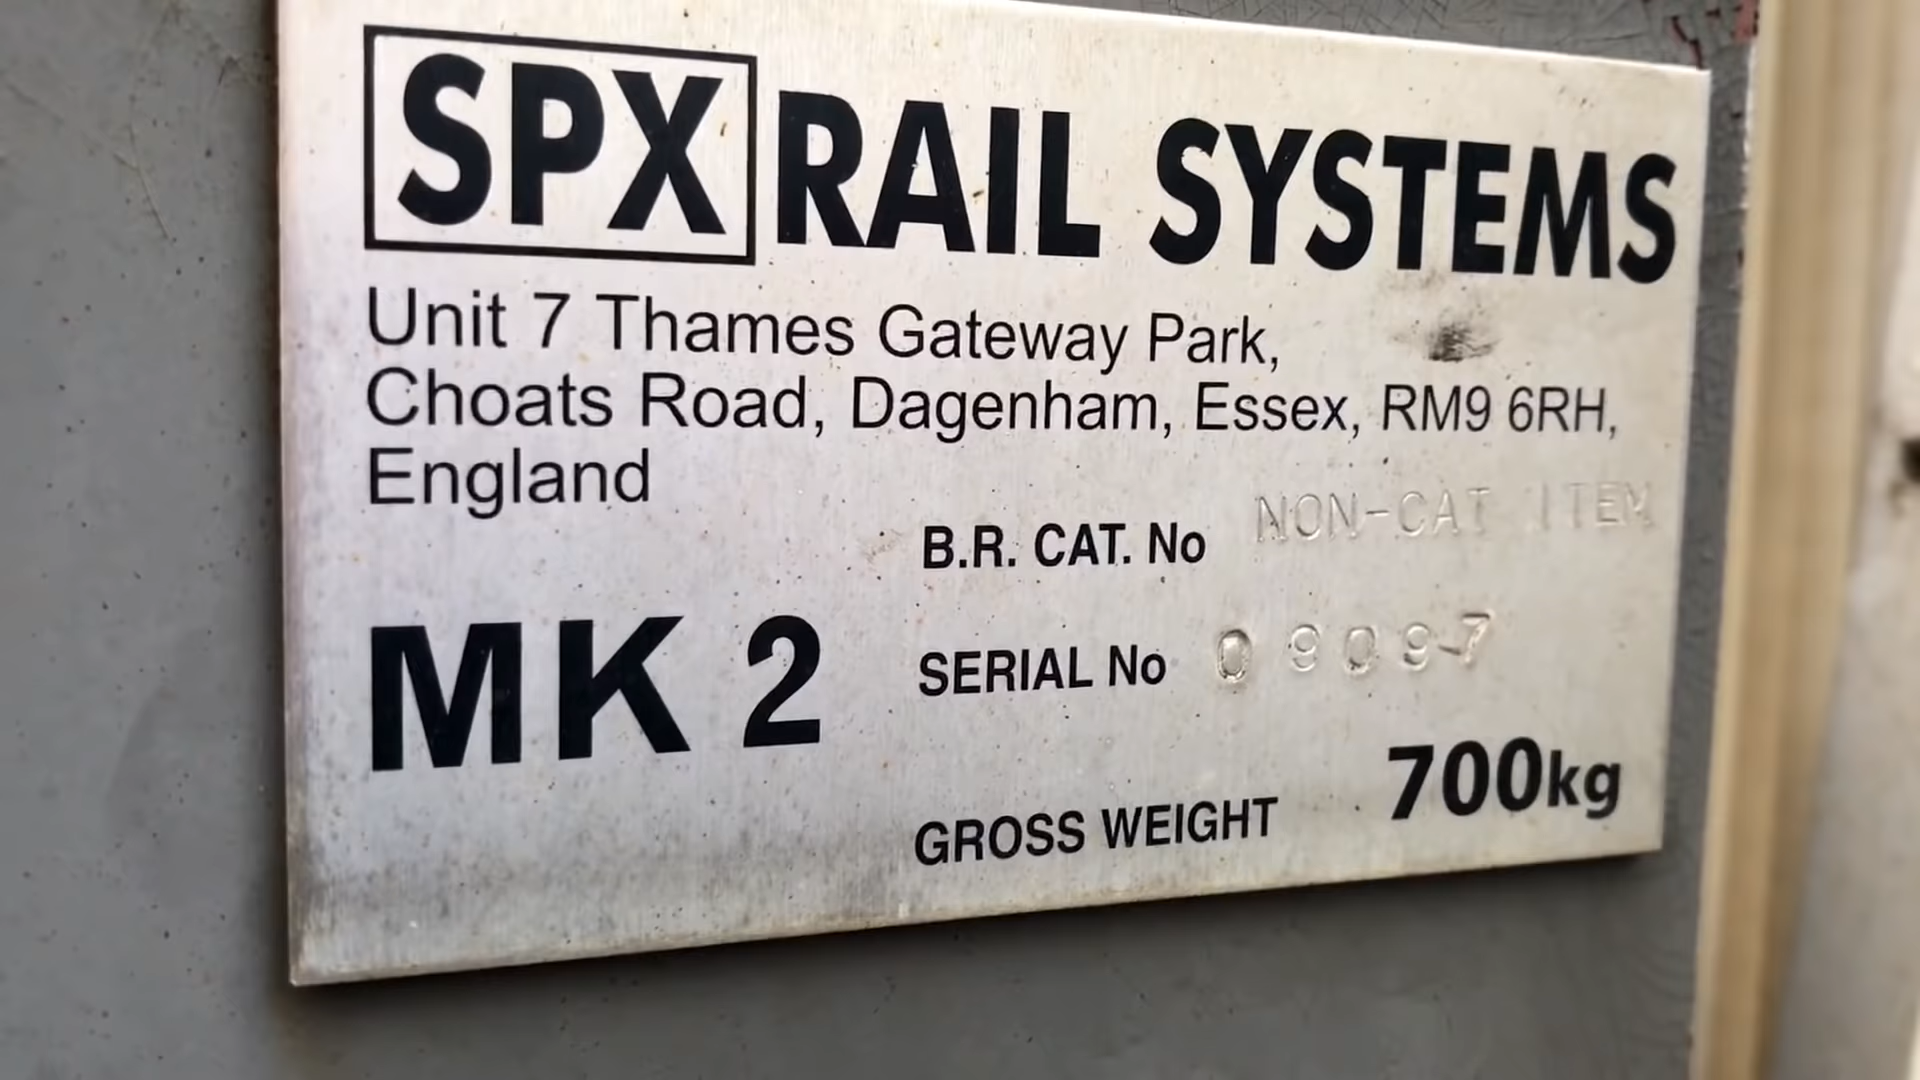 SPX RAIL SYSTEMS
Unit 7 Thames Gateway Park,
Choats Road, Dagenham, Essex, RM9 6RH,
England
B.R. CAT. No NON-CAT ITEM
MK 2
SERIAL No 0909-7
GROSS WEIGHT 700kg